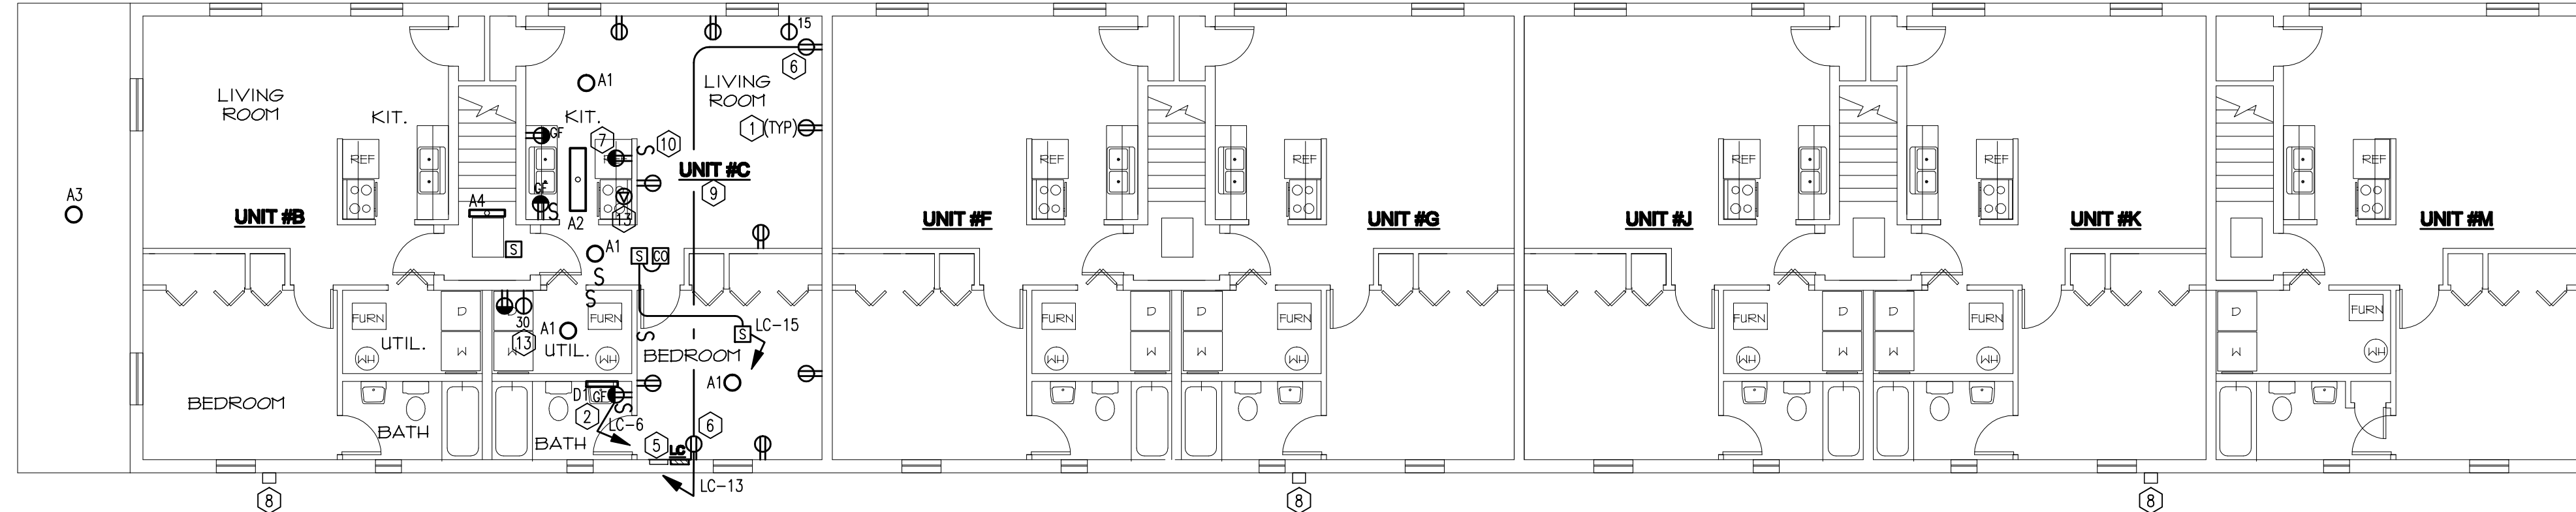 15
6
A1
LIVING
ROOM
KIT.
LIVING
ROOM
KIT.
1
(TYP)
GF
7
10
REF
UNIT #C
REF
REF
REF
REF
REF
A3
UNIT #B
A4
GF
A2
13
9
UNIT #F
UNIT #G
UNIT #J
UNIT #K
UNIT #M
S
A1
S
CO
S
S
FURN
D
30
FURN
LC-15
FURN
D
D
FURN
FURN
D
D
FURN
D
FURN
UTIL.
13
A1
UTIL.
S
S
WH
W
WH
BEDROOM
WH
W
W
WH
WH
W
W
WH
W
WH
A1
BEDROOM
D1
GF
2
S
LC-6
BATH
BATH
5
LC
6
LC-13
8
8
8